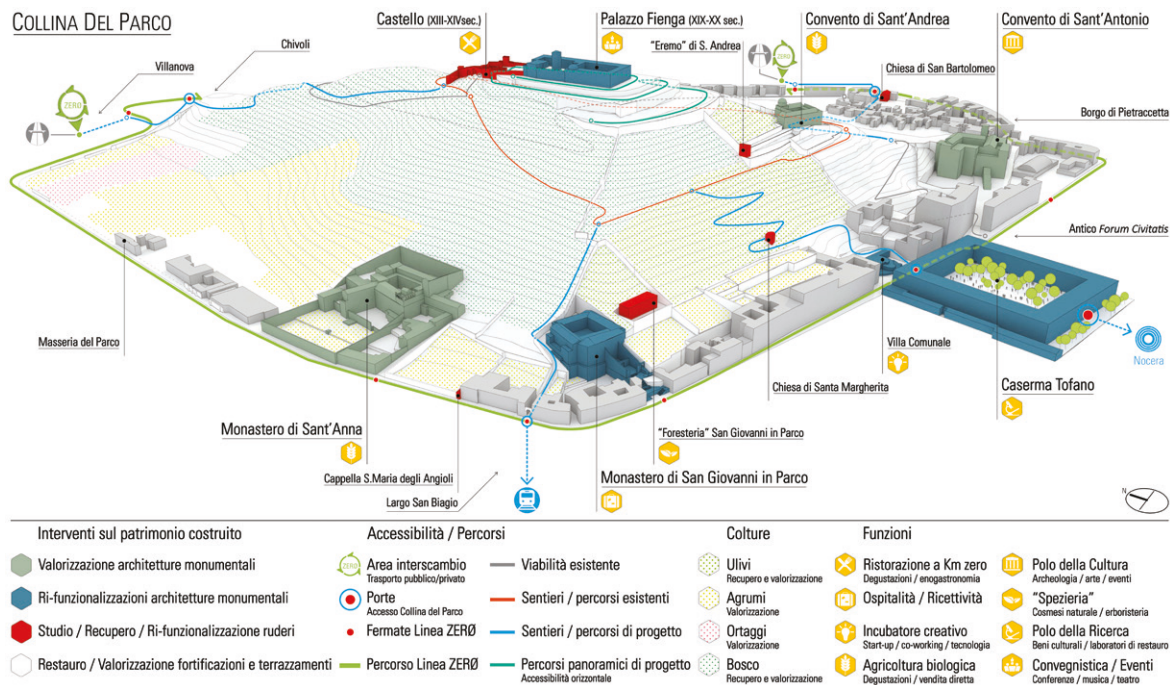 COLLINA DEL PARCO
Castello (XIII-XIVsec.)
Palazzo Fienga (XIX-XX sec.)
Convento di Sant'Andrea
Convento di Sant'Antonio
Chivoli
"Eremo" di S. Andrea
Villanova
Chiesa di San Bartolomeo
ZERO
ZERO
Borgo di Pietraccetta
Antico Forum Civitatis
Masseria del Parco
Villa Comunale
Nocera
Chiesa di Santa Margherita
Caserma Tofano
Monastero di Sant'Anna
"Foresteria" San Giovanni in Parco
Cappella S.Maria degli Angioli
Monastero di San Giovanni in Parco
Largo San Biagio
N
Interventi sul patrimonio costruito
Valorizzazione architetture monumentali
Ri-funzionalizzazioni architetture monumentali
Studio / Recupero / Ri-funzionalizzazione ruderi
Restauro / Valorizzazione fortificazioni e terrazzamenti
Accessibilità / Percorsi
ZERO
Area interscambio
Trasporto pubblico/privato
Porte
Accesso Collina del Parco
Fermate Linea ZERØ
Percorso Linea ZERØ
Viabilità esistente
Sentieri / percorsi esistenti
Sentieri / percorsi di progetto
Percorsi panoramici di progetto
Accessibilità orizzontale
Colture
Ulivi
Recupero e valorizzazione
Agrumi
Valorizzazione
Ortaggi
Valorizzazione
Bosco
Recupero e valorizzazione
Funzioni
Ristorazione a Km zero
Degustazioni / enogastronomia
Ospitalità / Ricettività
Incubatore creativo
Start-up / co-working / tecnologia
Agricoltura biologica
Degustazioni / vendita diretta
Polo della Cultura
Archeologia / arte / eventi
"Spezieria"
Cosmesi naturale / erboristeria
Polo della Ricerca
Beni culturali / laboratori di restauro
Convegnistica / Eventi
Conferenze / musica / teatro